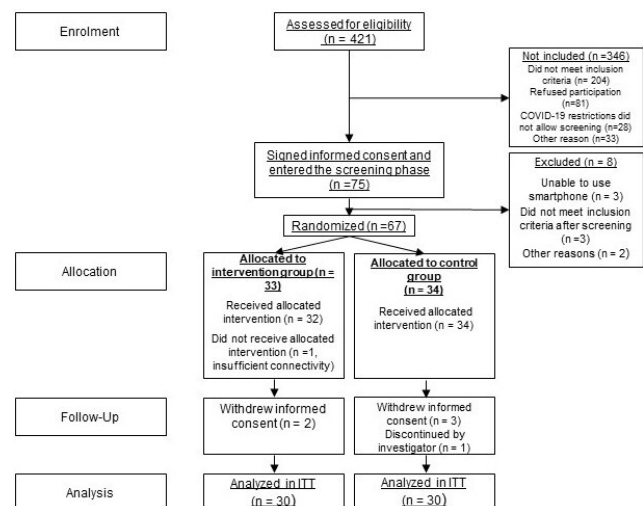 Enrolment
Assessed for eligibility
(n = 421)
Not included (n =346)
Did not meet inclusion
criteria (n= 204)
Refused participation
(n=81)
COVID-19 restrictions did
not allow screening (n=28)
Other reason (n=33)
Signed informed consent and
entered the screening phase
(n =75)
Excluded (n = 8)
Unable to use
smartphone (n = 3)
Did not meet inclusion
criteria after screening
(n =3)
Other reasons (n = 2)
Randomized (n =67)
Allocation
Allocated to
intervention group (n =
33)
Received allocated
intervention (n = 32)
Did not receive allocated
intervention (n =1,
insufficient connectivity)
Allocated to control
group
(n = 34)
Received allocated
intervention (n = 34)
Follow-Up
Withdrew informed
consent (n = 2)
Withdrew informed
consent (n = 3)
Discontinued by
investigator (n = 1)
Analysis
Analyzed in ITT
(n = 30)
Analyzed in ITT
(n = 30)